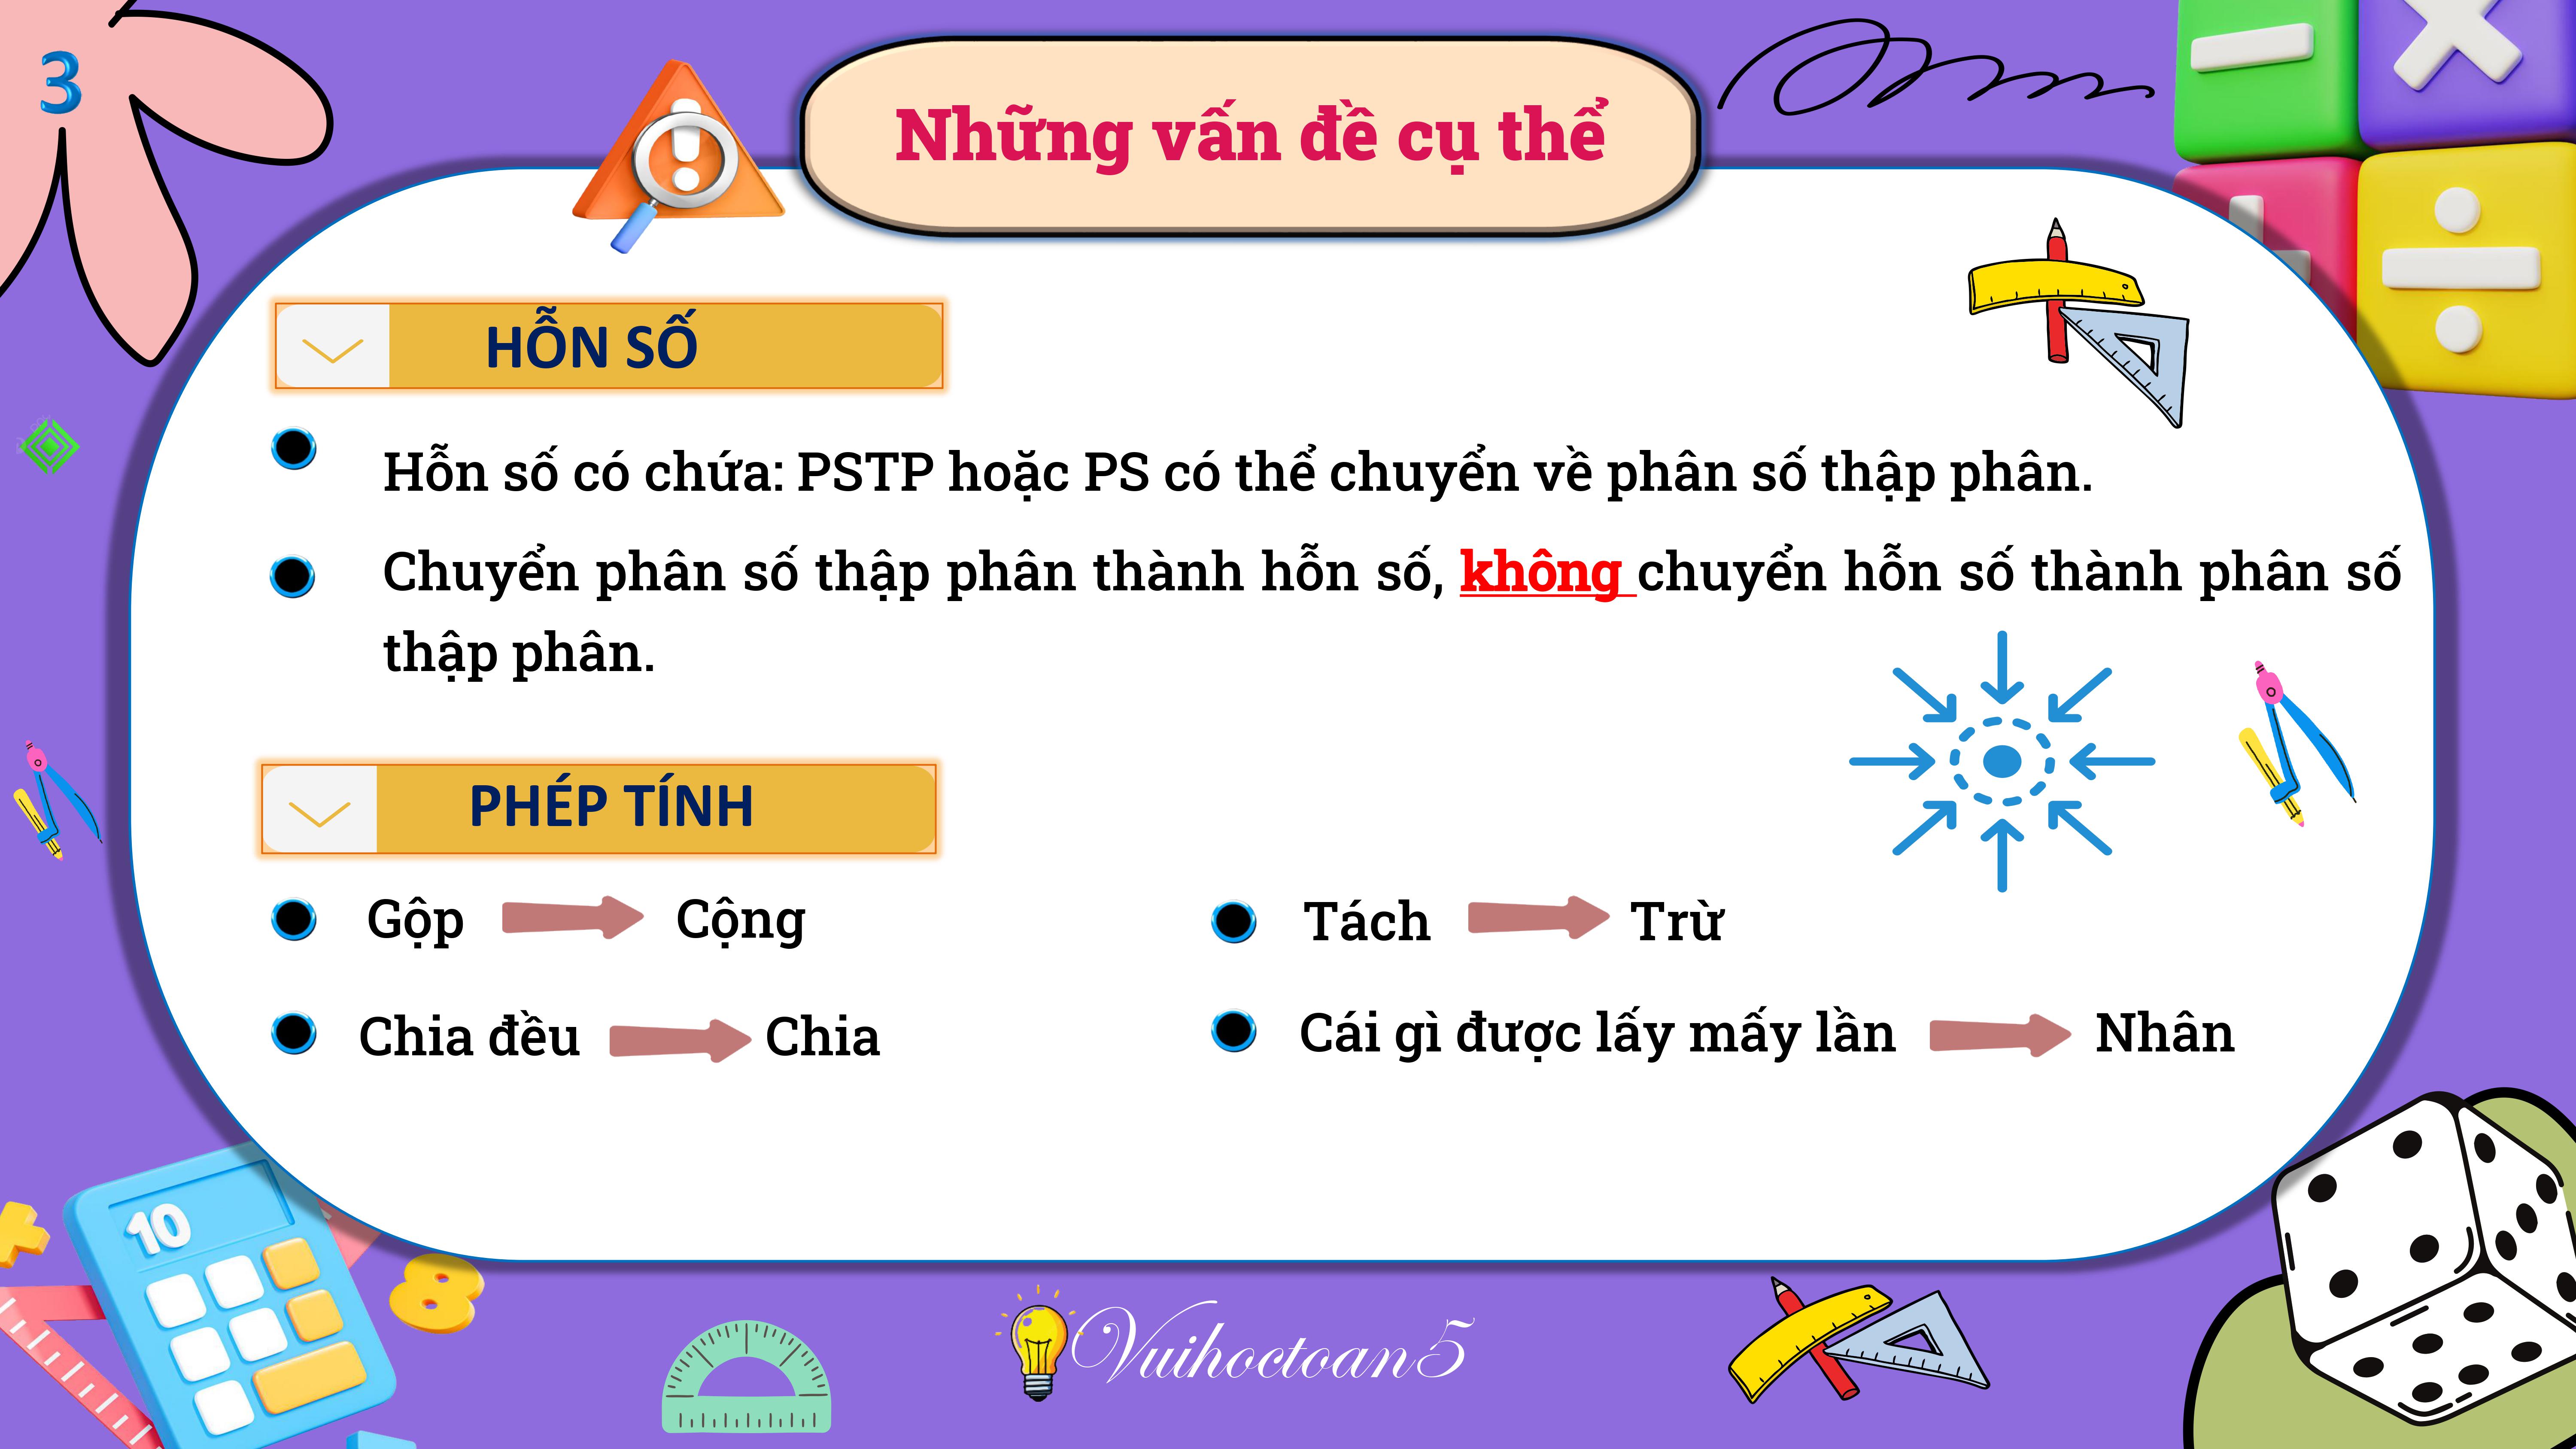 3
Những vấn đề cụ thể
HỖN SỐ
Hỗn số có chứa: PSTP hoặc PS có thể chuyển về phân số thập phân.
Chuyển phân số thập phân thành hỗn số, không chuyển hỗn số thành phân số
thập phân.
PHÉP TÍNH
Gộp Cộng
Tách Trừ
Chia đều Chia
Cái gì được lấy mấy lần Nhân
10
8
Vuihoctoan5